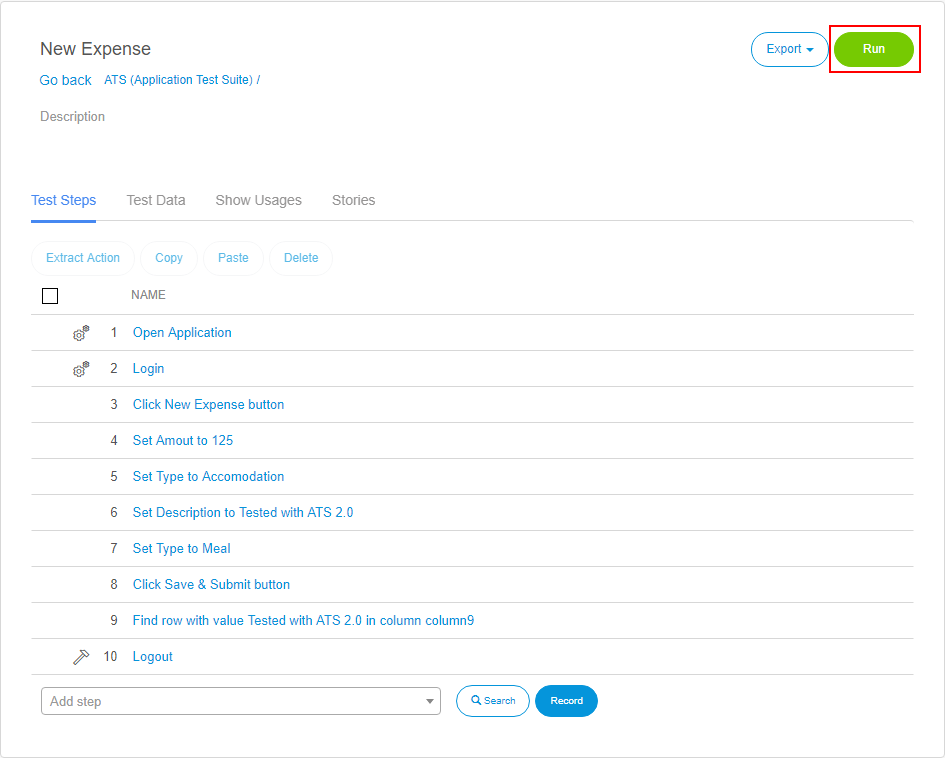 New Expense
Export
Run
Go back ATS (Application Test Suite) /
Description
Test Steps Test Data Show Usages Stories
Extract Action Copy Paste Delete
NAME
1 Open Application
2 Login
3 Click New Expense button
4 Set Amout to 125
5 Set Type to Accomodation
6 Set Description to Tested with ATS 2.0
7 Set Type to Meal
8 Click Save & Submit button
9 Find row with value Tested with ATS 2.0 in column column9
10 Logout
Add step Search Record